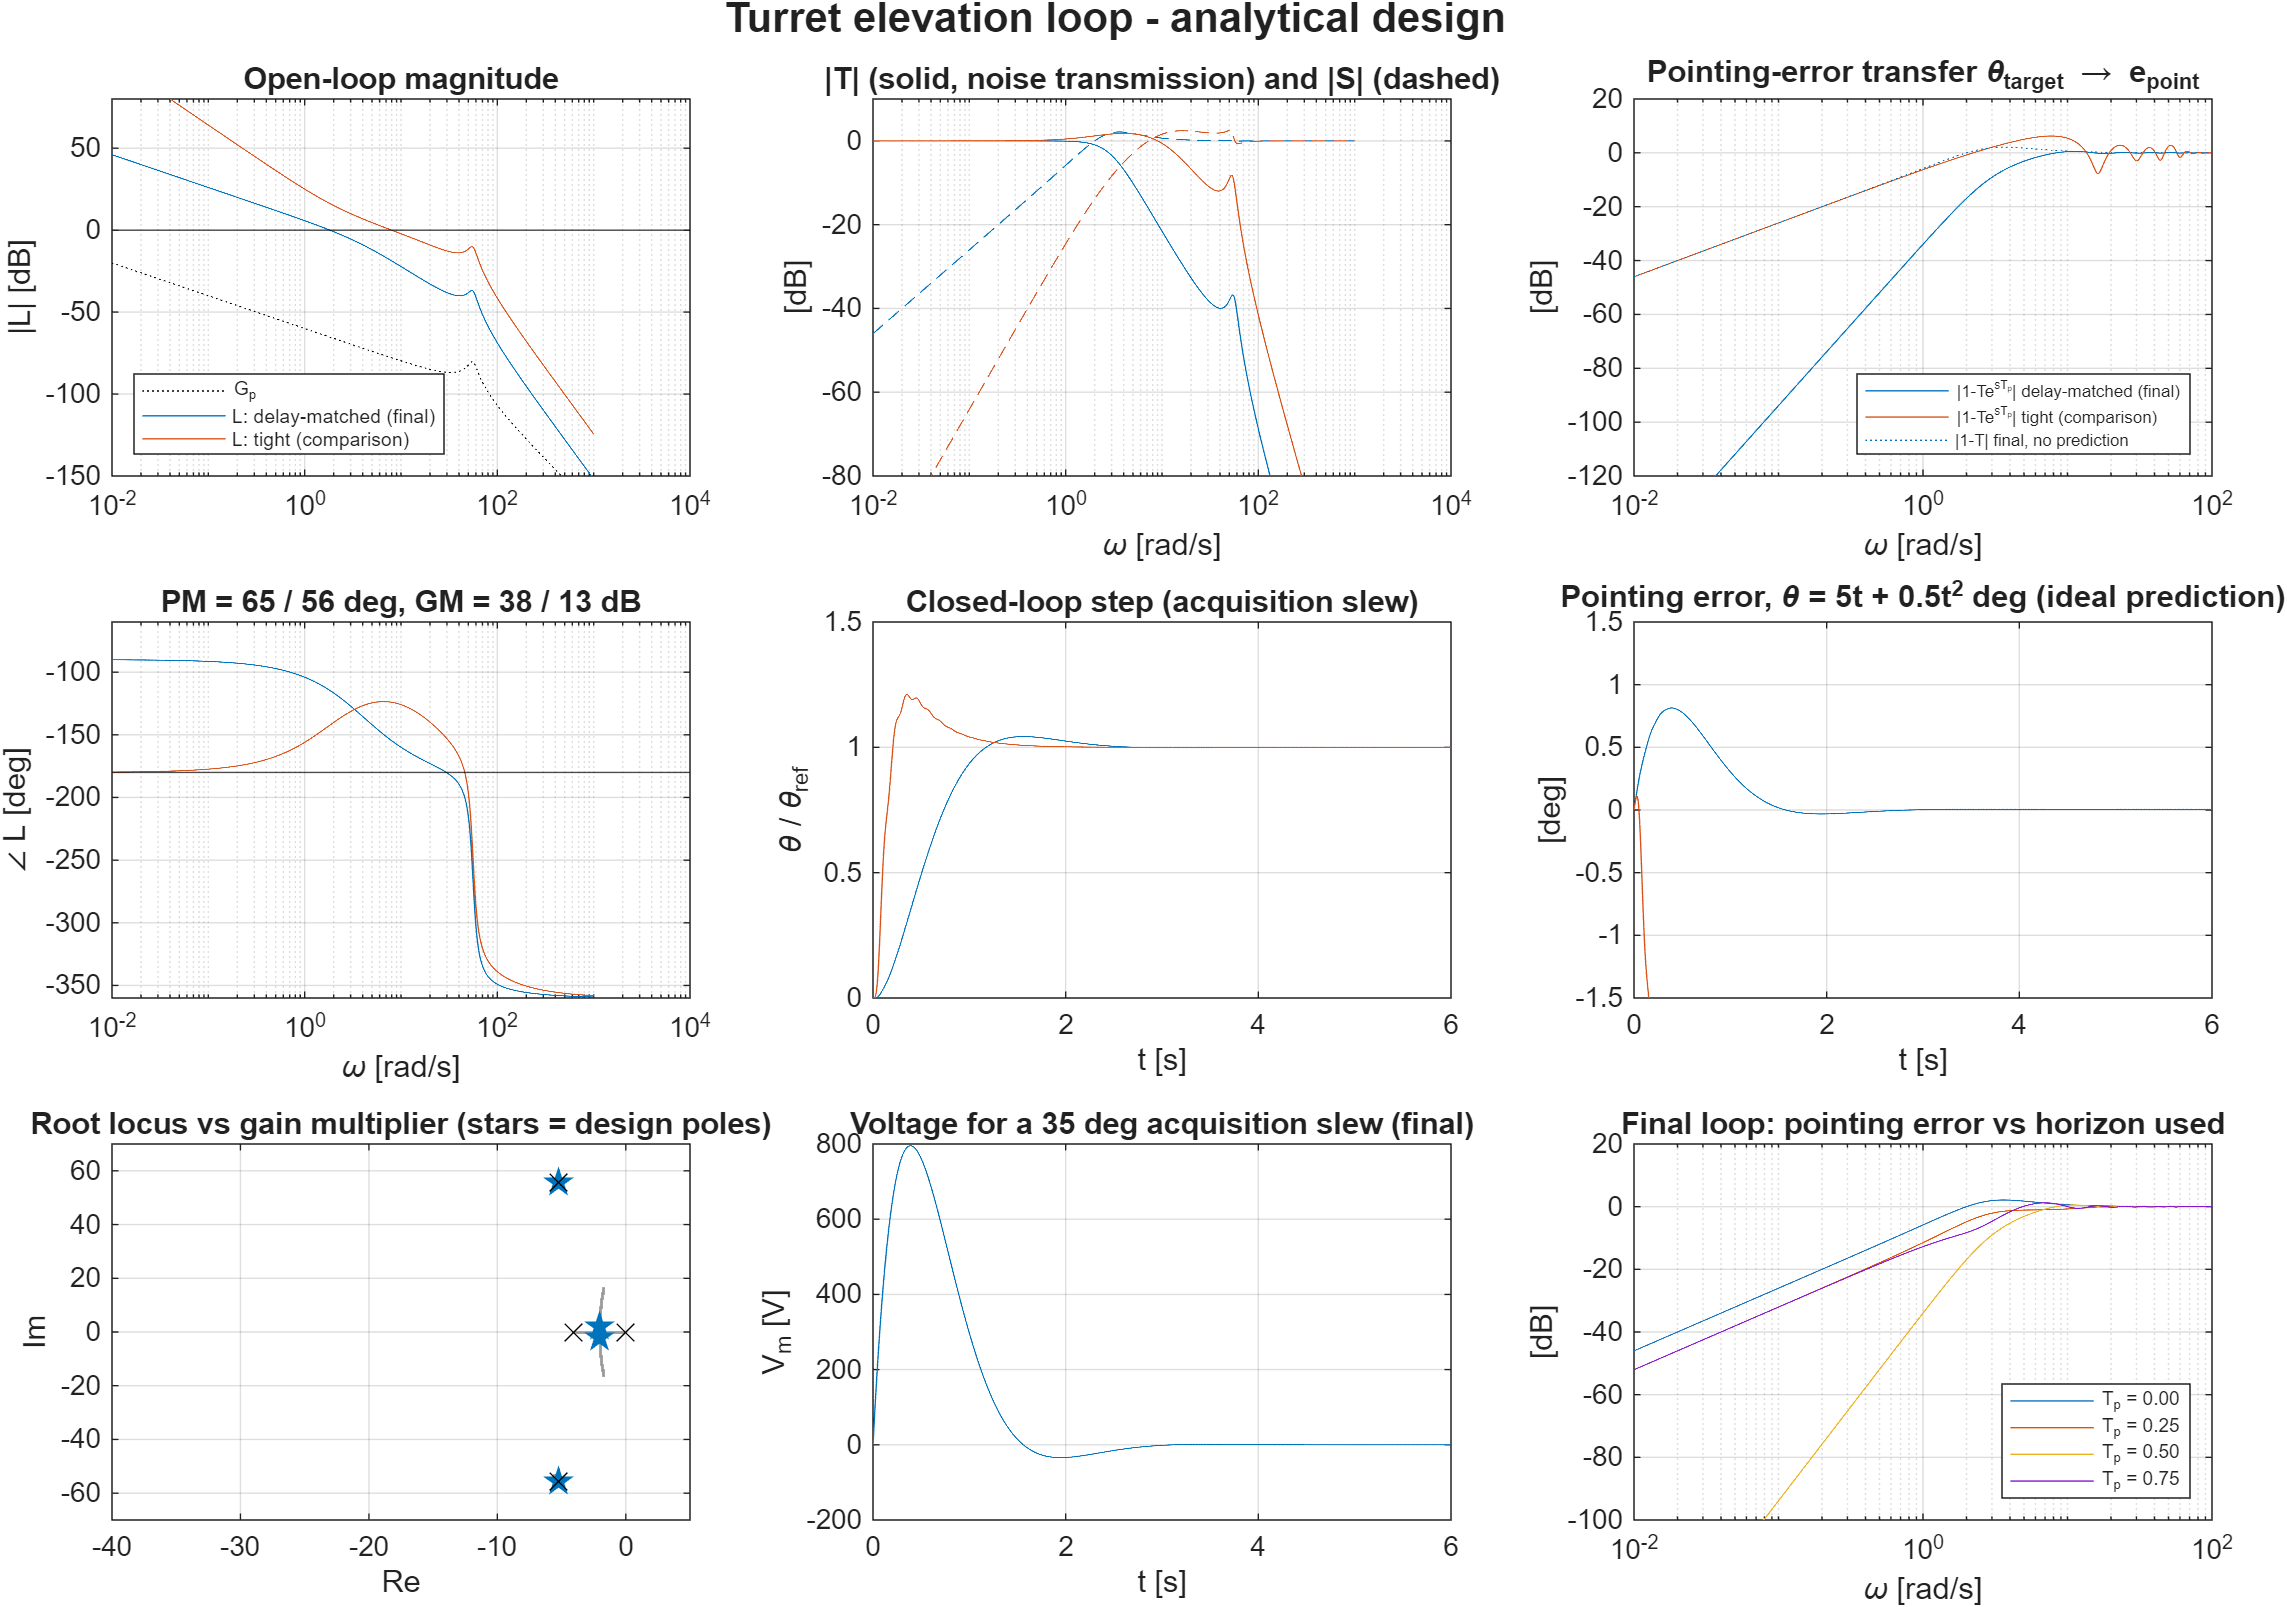 Turret elevation loop - analytical design
Open-loop magnitude
|L| [dB]
50
0
-50
-100
-150
10-2
100
102
104
Gp
L: delay-matched (final)
L: tight (comparison)
|T| (solid, noise transmission) and |S| (dashed)
[dB]
0
-20
-40
-60
-80
10-2
100
102
104
ω [rad/s]
Pointing-error transfer θtarget → epoint
[dB]
20
0
-20
-40
-60
-80
-100
-120
10-2
100
102
ω [rad/s]
|1-TesTp| delay-matched (final)
|1-TesTp| tight (comparison)
|1-T| final, no prediction
PM = 65 / 56 deg, GM = 38 / 13 dB
∠ L [deg]
-100
-150
-200
-250
-300
-350
10-2
100
102
104
ω [rad/s]
Closed-loop step (acquisition slew)
θ / θref
1.5
1
0.5
0
0
2
4
6
t [s]
Pointing error, θ = 5t + 0.5t2 deg (ideal prediction)
[deg]
1.5
1
0.5
0
-0.5
-1
-1.5
0
2
4
6
t [s]
Root locus vs gain multiplier (stars = design poles)
Im
60
40
20
0
-20
-40
-60
-40
-30
-20
-10
0
Re
Voltage for a 35 deg acquisition slew (final)
Vm [V]
800
600
400
200
0
-200
0
2
4
6
t [s]
Final loop: pointing error vs horizon used
[dB]
20
0
-20
-40
-60
-80
-100
10-2
100
102
ω [rad/s]
Tp = 0.00
Tp = 0.25
Tp = 0.50
Tp = 0.75